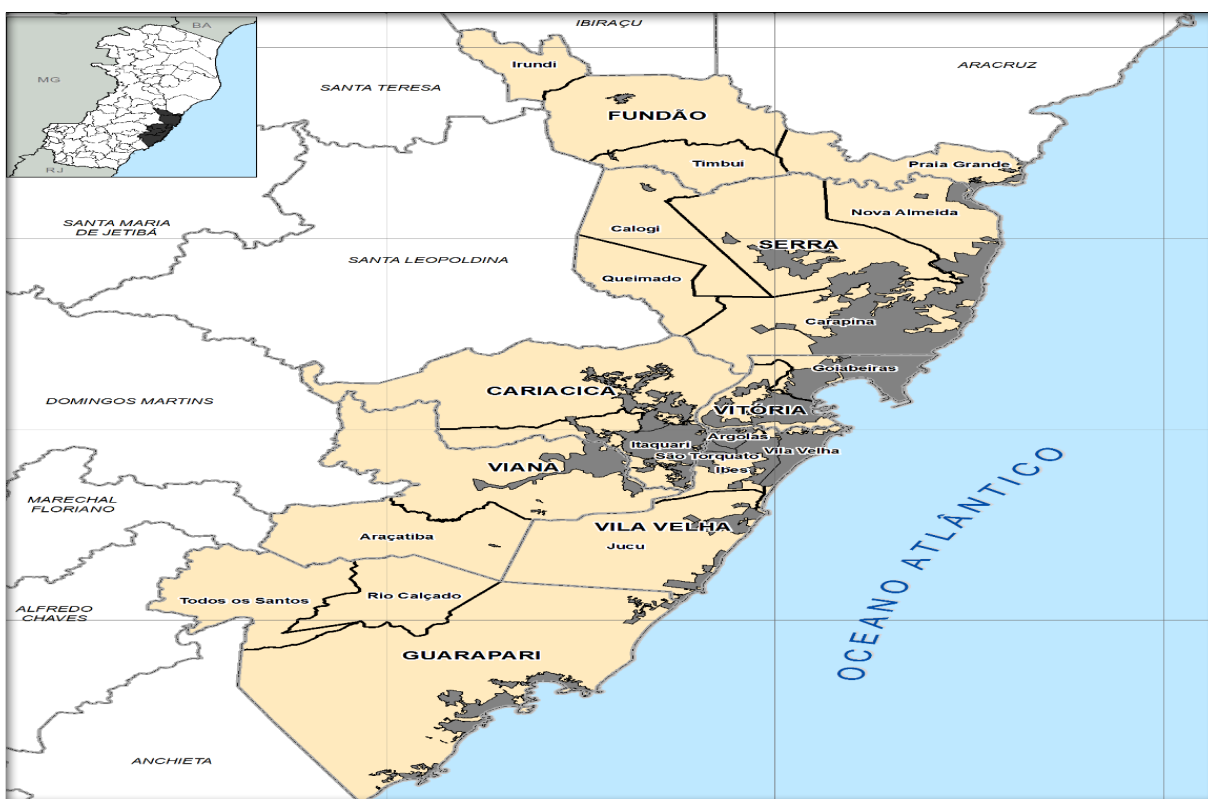 BA
MG
RJ
IBIRAÇU
ARACRUZ
SANTA TERESA
Irundi
FUNDÃO
Timbui
Praia Grande
SANTA MARIA
DE JETIBÁ
SANTA LEOPOLDINA
Calogi
Nova Almeida
SERRA
Queimado
Carapina
Goiabeiras
DOMINGOS MARTINS
CARIACICA
VITÓRIA
Itaquari
Argolas
São Torquato
Vila Velha
Ibes
VIANA
MARECHAL
FLORIANO
VILA VELHA
Jucu
Araçatiba
ALFREDO
CHAVES
Todos os Santos
Rio Calçado
GUARAPARI
ANCHIETA
OCEANO ATLÂNTICO